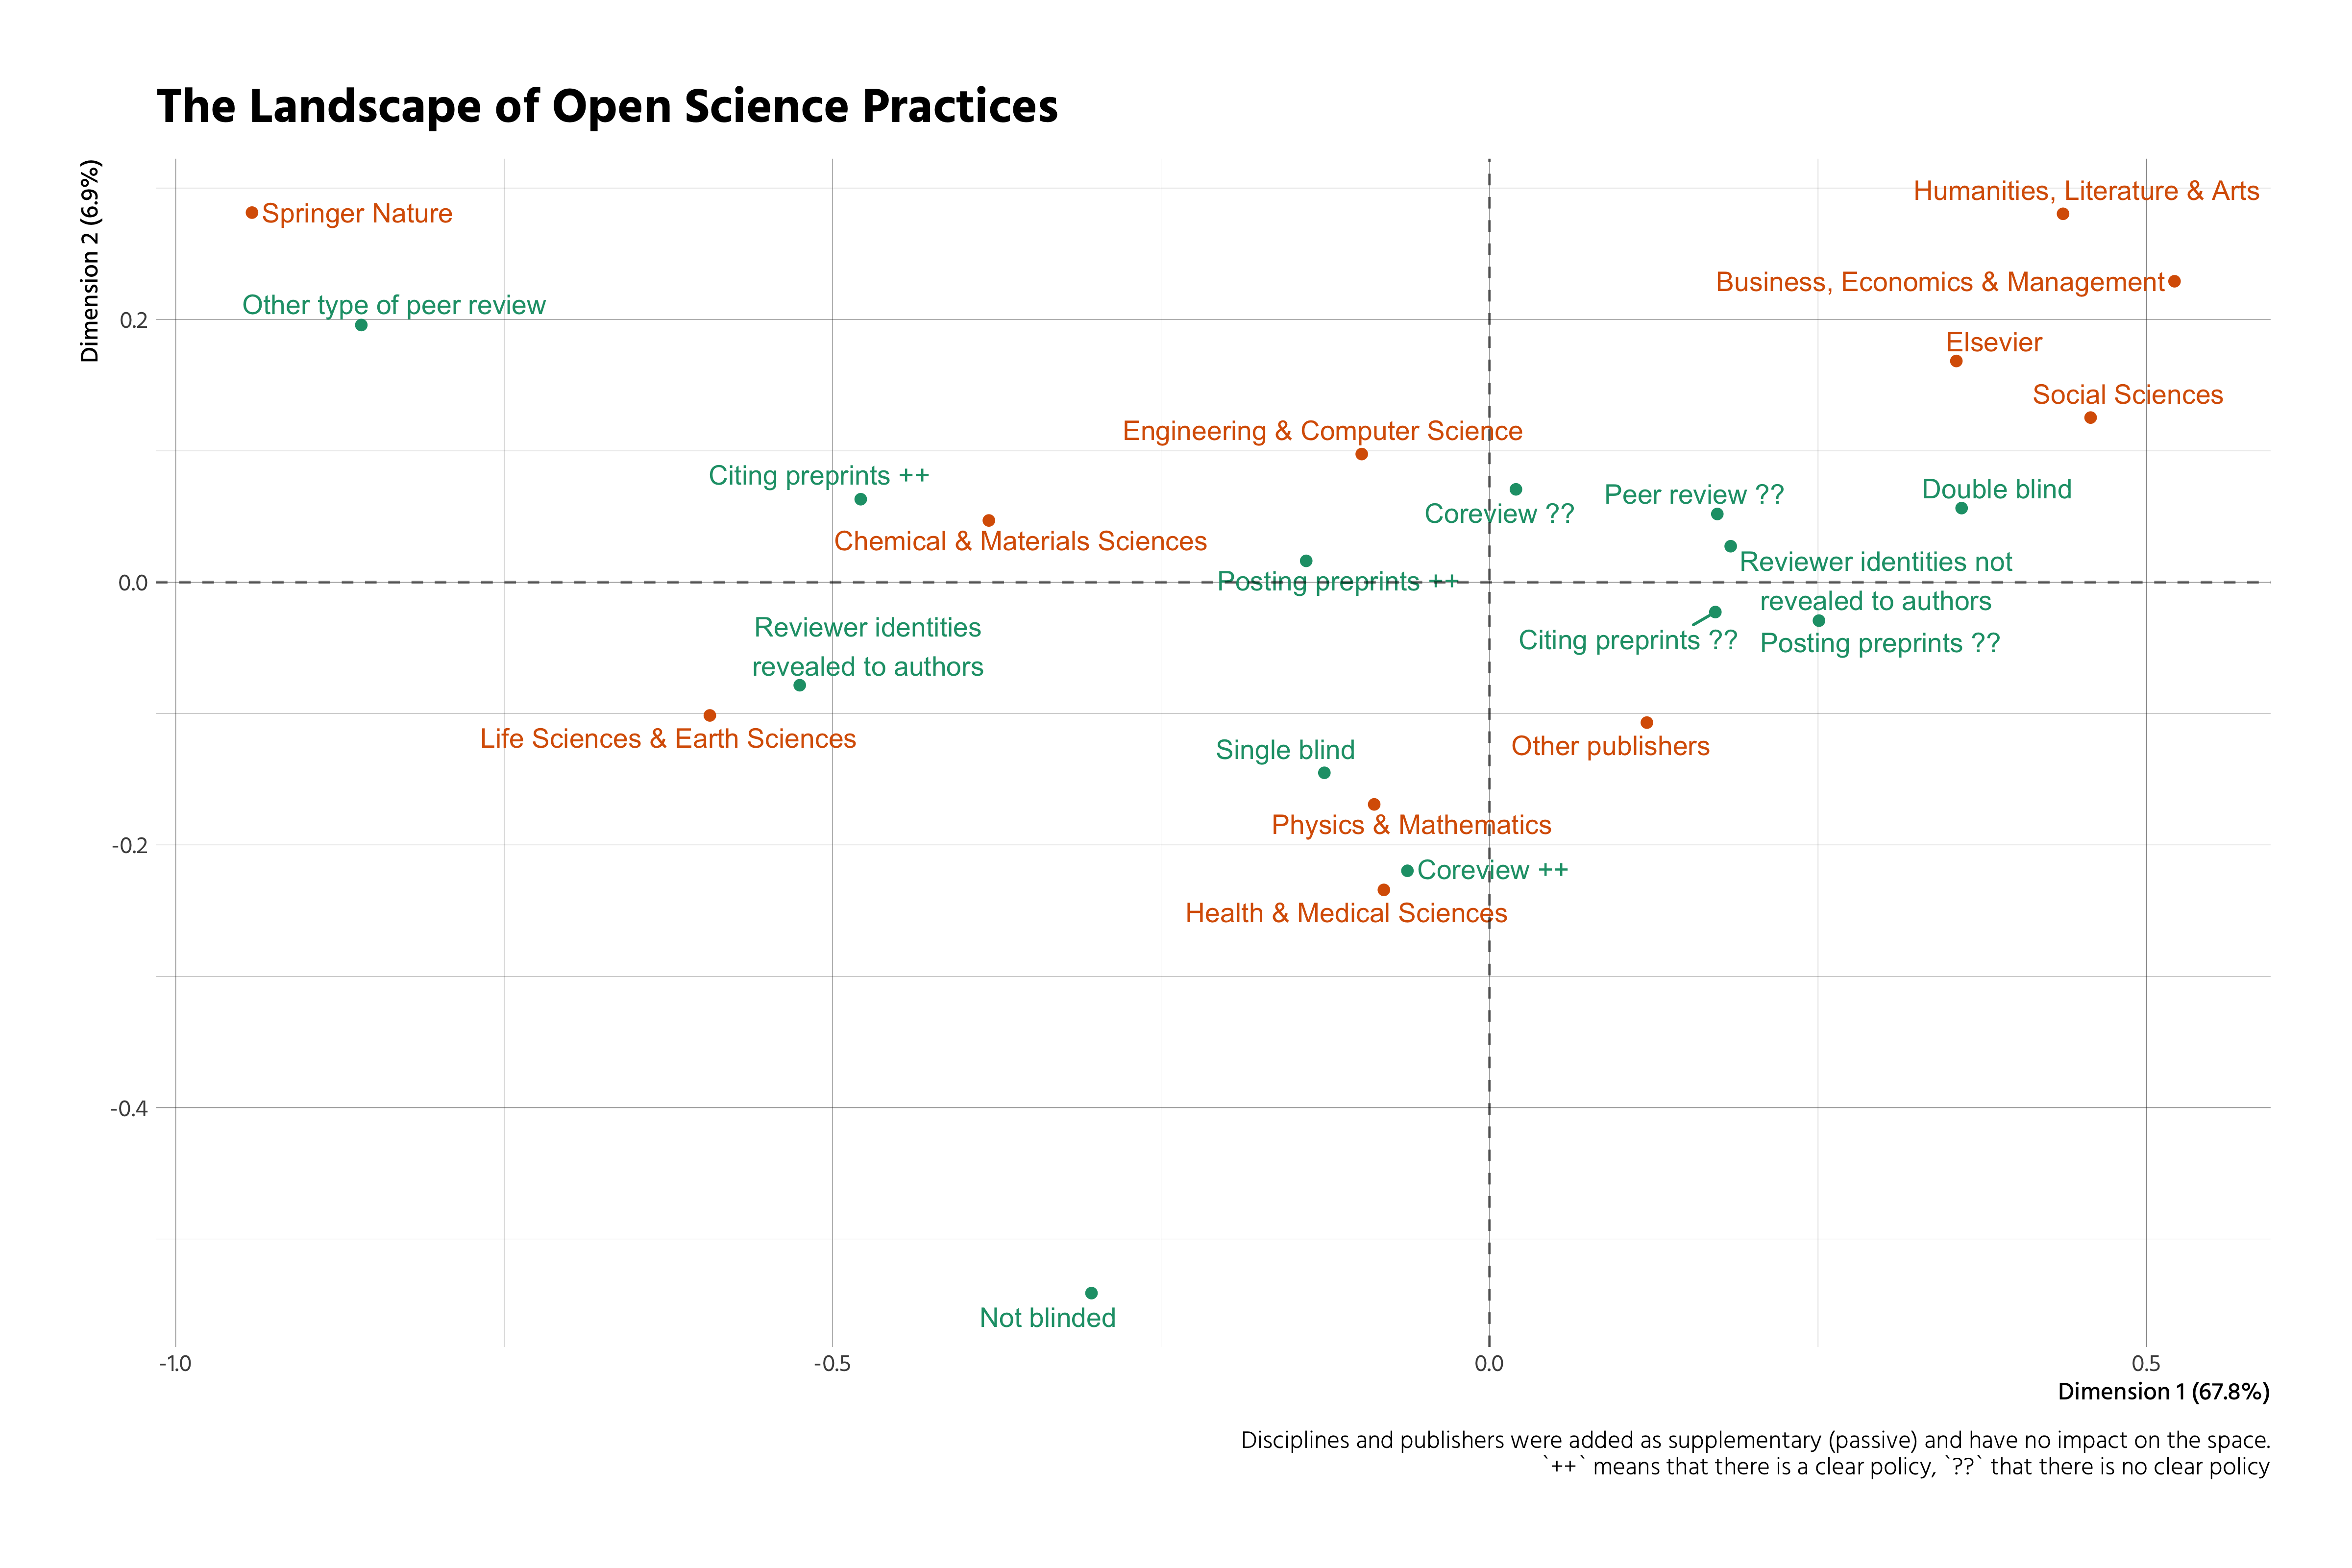 The Landscape of Open Science Practices
Dimension 2 (6.9%)
Humanities, Literature & Arts
Springer Nature
Business, Economics & Management
Other type of peer review
0.2
Elsevier
Social Sciences
Engineering & Computer Science
Citing preprints ++
Double blind
Peer review ??
Coreview ??
Chemical & Materials Sciences
Reviewer identities not
revealed to authors
0.0
Posting preprints ++
Reviewer identities
revealed to authors
Citing preprints ??
Posting preprints ??
Life Sciences & Earth Sciences
Other publishers
Single blind
Physics & Mathematics
-0.2
Coreview ++
Health & Medical Sciences
-0.4
Not blinded
-1.0
-0.5
0.0
0.5
Dimension 1 (67.8%)
Disciplines and publishers were added as supplementary (passive) and have no impact on the space.
`++` means that there is a clear policy, `??` that there is no clear policy